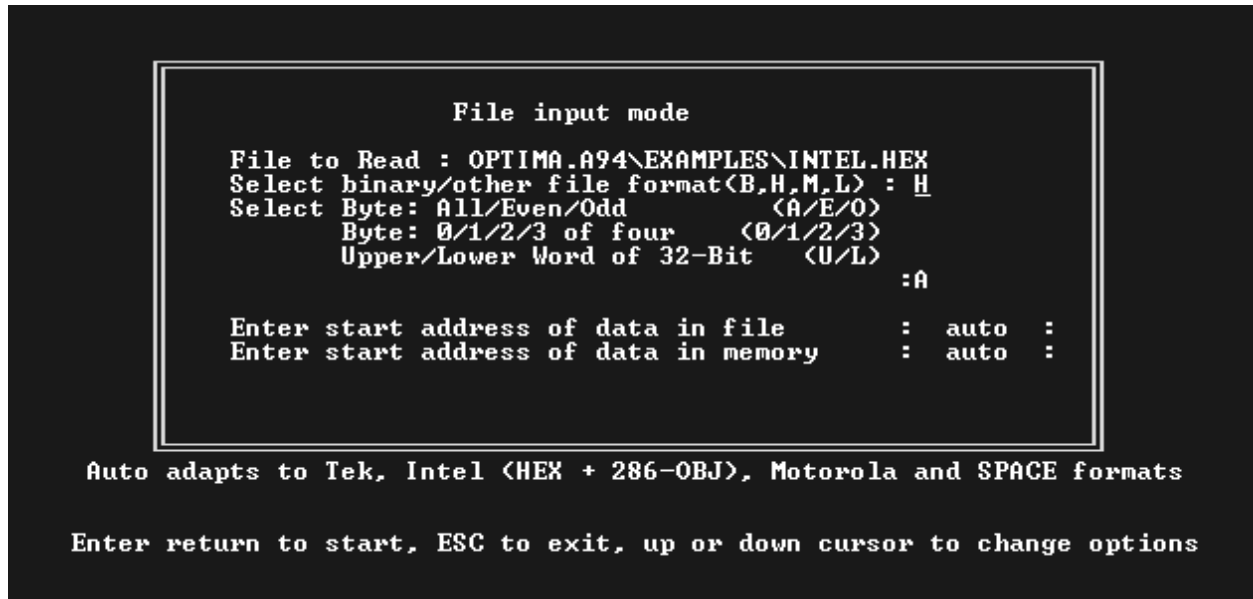 File input mode
File to Read : OPTIMA.A94\EXAMPLES\INTEL.HEX
Select binary/other file format(B,H,M,L) : H
Select Byte: All/Even/Odd (A/E/O)
Byte: 0/1/2/3 of four (0/1/2/3)
Upper/Lower Word of 32-Bit (U/L)
:A
Enter start address of data in file : auto :
Enter start address of data in memory : auto :
Auto adapts to Tek, Intel (HEX + 286-OBJ), Motorola and SPACE formats
Enter return to start, ESC to exit, up or down cursor to change options